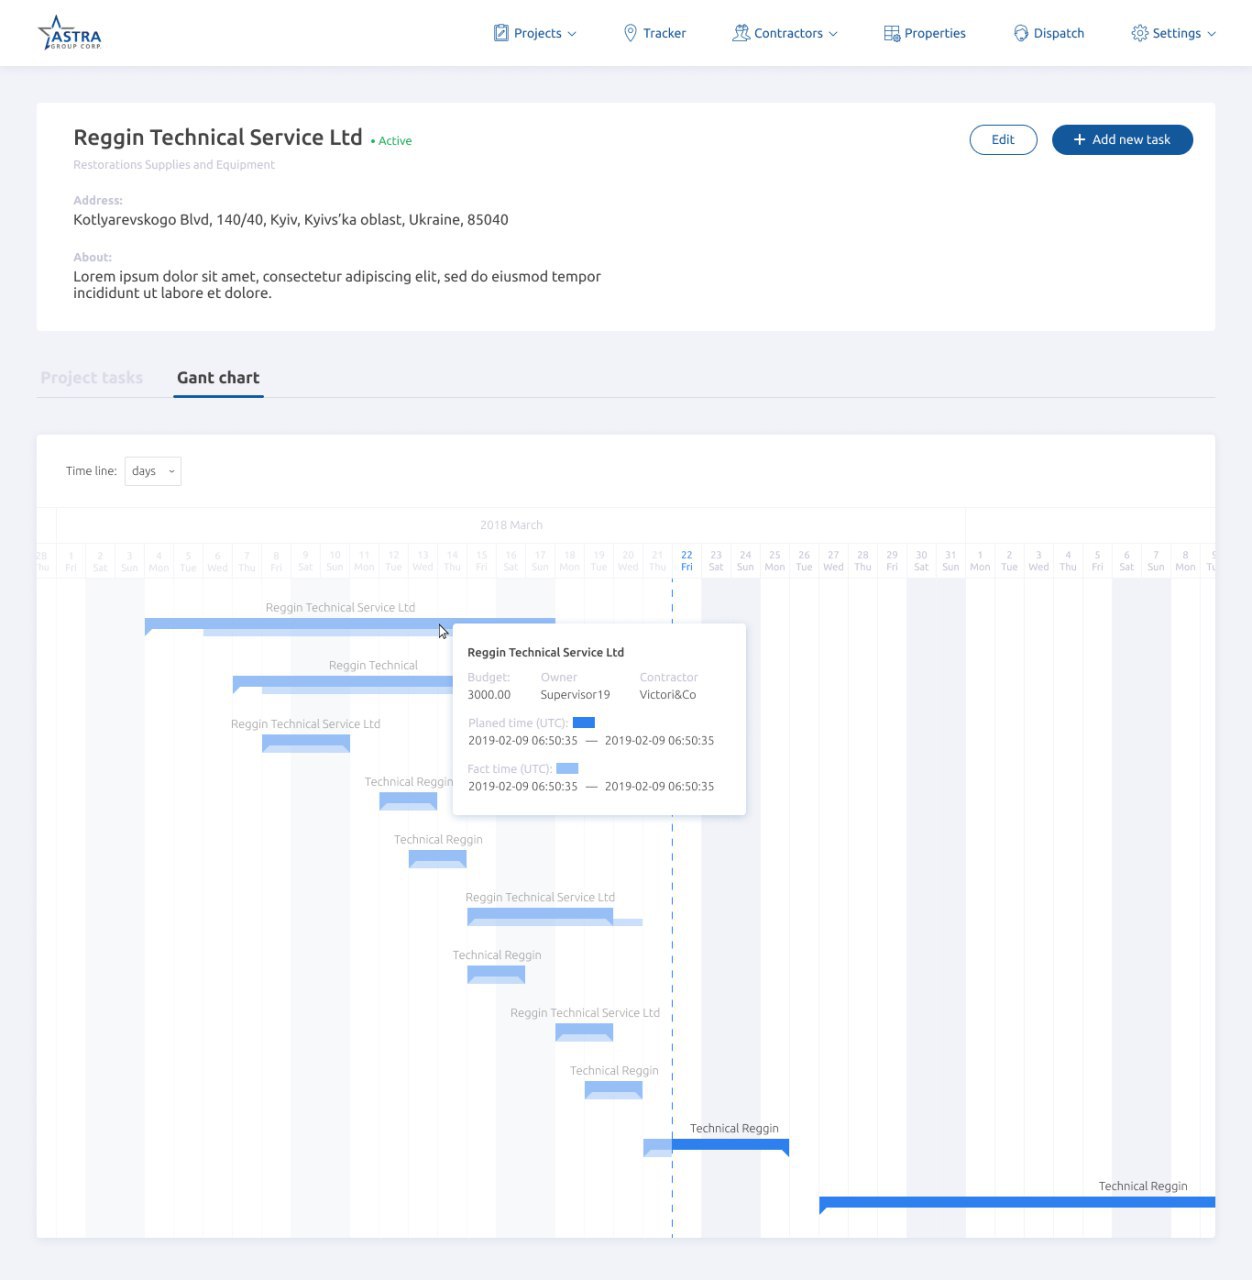 ASTRA
GROUP CORP.
Projects Tracker Contractors Properties Dispatch Settings
Reggin Technical Service Ltd • Active
Edit + Add new task
Restorations Supplies and Equipment
Address:
Kotlyarevskogo Blvd, 140/40, Kyiv, Kyivs’ka oblast, Ukraine, 85040
About:
Lorem ipsum dolor sit amet, consectetur adipiscing elit, sed do eiusmod tempor
incididunt ut labore et dolore.
Project tasks Gant chart
Time line: days
2018 March
28 1 2 3 4 5 6 7 8 9 10 11 12 13 14 15 16 17 18 19 20 21 22 23 24 25 26 27 28 29 30 31 1 2 3 4 5 6 7 8 9
Thu Fri Sat Sun Mon Tue Wed Thu Fri Sat Sun Mon Tue Wed Thu Fri Sat Sun Mon Tue Wed Thu Fri Sat Sun Mon Tue Wed Thu Fri Sat Sun Mon Tue Wed Thu Fri Sat Sun Mon
Reggin Technical Service Ltd
Reggin Technical Service Ltd
Reggin Technical
Budget: Owner Contractor
3000.00 Supervisor19 Victori&Co
Reggin Technical Service Ltd
Planed time (UTC):
2019-02-09 06:50:35 — 2019-02-09 06:50:35
Fact time (UTC):
2019-02-09 06:50:35 — 2019-02-09 06:50:35
Technical Reggin
Technical Reggin
Reggin Technical Service Ltd
Technical Reggin
Reggin Technical Service Ltd
Technical Reggin
Technical Reggin
Technical Reggin